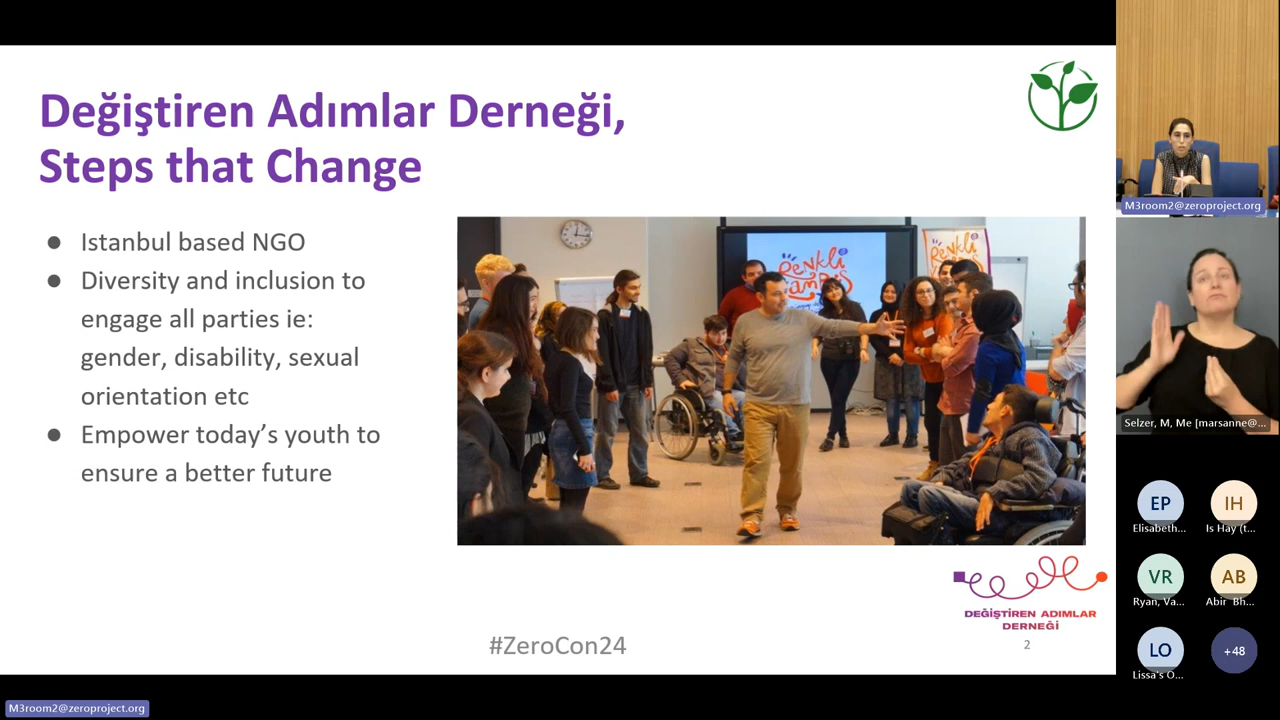 Değiştiren Adımlar Derneği,
Steps that Change
● Istanbul based NGO
● Diversity and inclusion to
engage all parties ie:
gender, disability, sexual
orientation etc
● Empower today's youth to
ensure a better future
Renkli
Kampüs
Renkli
DEĞİŞTİREN ADIMLAR
DERNEĞİ
#ZeroCon24
2
M3room2@zeroproject.org
M3room2@zeroproject.org
Selzer, M, Me [marsanne@...
EP
Elisabeth...
IH
Is Hay (t...
VR
Ryan, Va...
AB
Abir Bh...
LO
Lissa's O...
+48